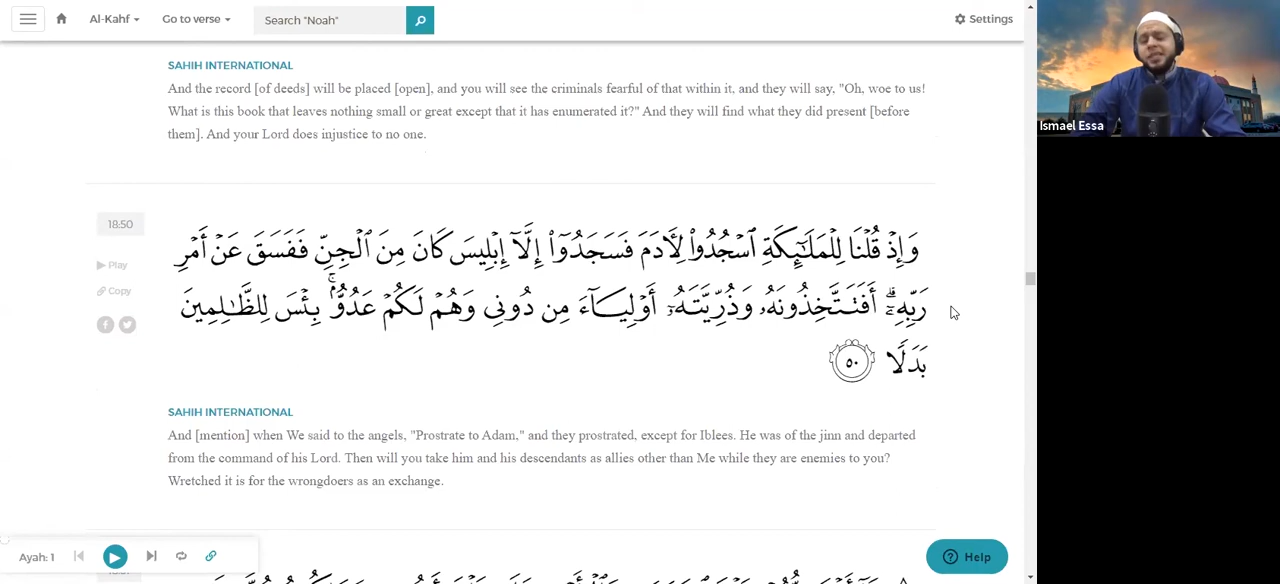 Al-Kahf
Go to verse
Search "Noah"
Settings
SAHIH INTERNATIONAL
And the record [of deeds] will be placed [open], and you will see the criminals fearful of that within it, and they will say, "Oh, woe to us!
What is this book that leaves nothing small or great except that it has enumerated it?" And they will find what they did present [before
them]. And your Lord does injustice to no one.
Ismael Essa
18:50
Play
Copy
وَإِذْ قُلْنَا لِلْمَلَـٰٓئِكَةِ ٱسْجُدُوا۟ لِـَٔادَمَ فَسَجَدُوٓا۟ إِلَّآ إِبْلِيسَ كَانَ مِنَ ٱلْجِنِّ فَفَسَقَ عَنْ أَمْرِ
رَبِّهِۦٓ ۗ أَفَتَتَّخِذُونَهُۥ وَذُرِّيَّتَهُۥٓ أَوْلِيَآءَ مِن دُونِى وَهُمْ لَكُمْ عَدُوٌّۢ ۚ بِئْسَ لِلظَّـٰلِمِينَ
بَدَلًا ٥٠
SAHIH INTERNATIONAL
And [mention] when We said to the angels, "Prostrate to Adam," and they prostrated, except for Iblees. He was of the jinn and departed
from the command of his Lord. Then will you take him and his descendants as allies other than Me while they are enemies to you?
Wretched it is for the wrongdoers as an exchange.
Ayah: 1
Help